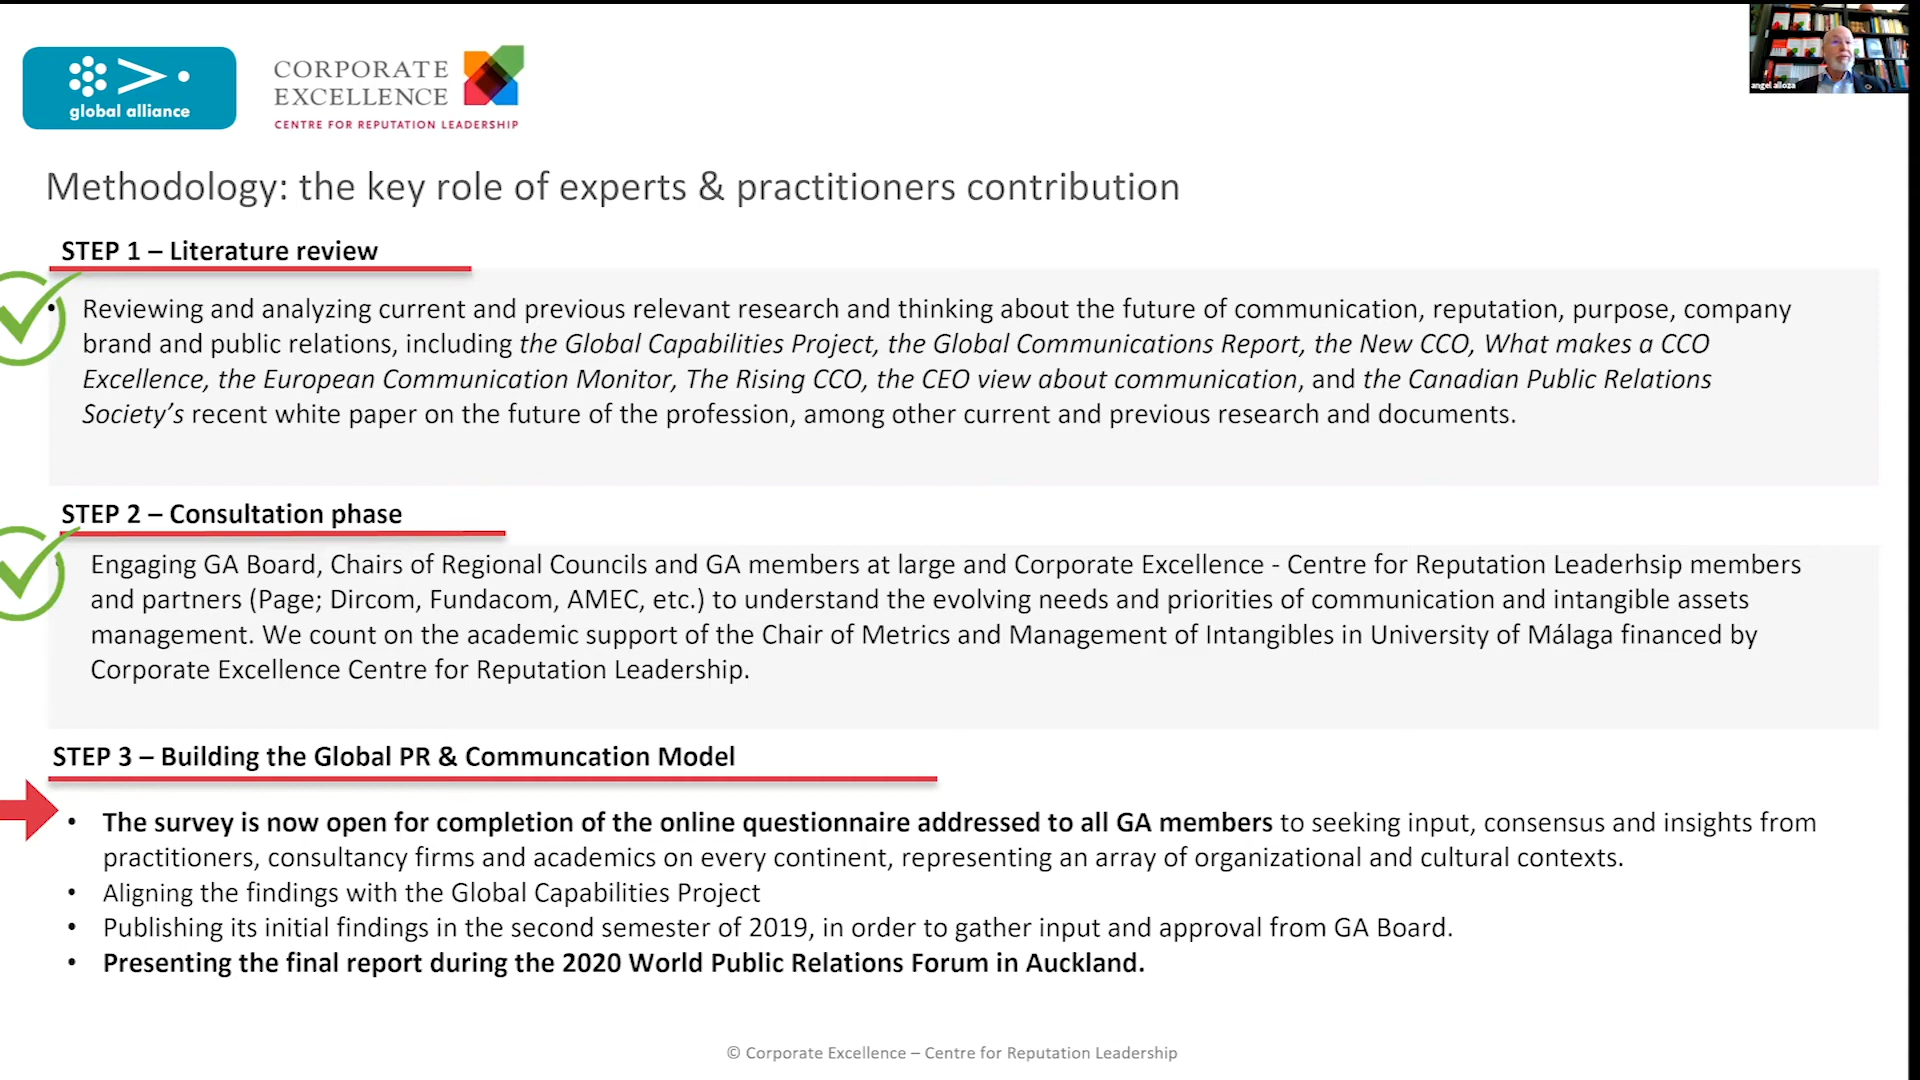 global alliance
CORPORATE
EXCELLENCE
CENTRE FOR REPUTATION LEADERSHIP
angel alloza
Methodology: the key role of experts & practitioners contribution
STEP 1 – Literature review
• Reviewing and analyzing current and previous relevant research and thinking about the future of communication, reputation, purpose, company
brand and public relations, including the Global Capabilities Project, the Global Communications Report, the New CCO, What makes a CCO
Excellence, the European Communication Monitor, The Rising CCO, the CEO view about communication, and the Canadian Public Relations
Society’s recent white paper on the future of the profession, among other current and previous research and documents.
STEP 2 – Consultation phase
Engaging GA Board, Chairs of Regional Councils and GA members at large and Corporate Excellence - Centre for Reputation Leaderhsip members
and partners (Page; Dircom, Fundacom, AMEC, etc.) to understand the evolving needs and priorities of communication and intangible assets
management. We count on the academic support of the Chair of Metrics and Management of Intangibles in University of Málaga financed by
Corporate Excellence Centre for Reputation Leadership.
STEP 3 – Building the Global PR & Communcation Model
• The survey is now open for completion of the online questionnaire addressed to all GA members to seeking input, consensus and insights from
practitioners, consultancy firms and academics on every continent, representing an array of organizational and cultural contexts.
• Aligning the findings with the Global Capabilities Project
• Publishing its initial findings in the second semester of 2019, in order to gather input and approval from GA Board.
• Presenting the final report during the 2020 World Public Relations Forum in Auckland.
© Corporate Excellence – Centre for Reputation Leadership